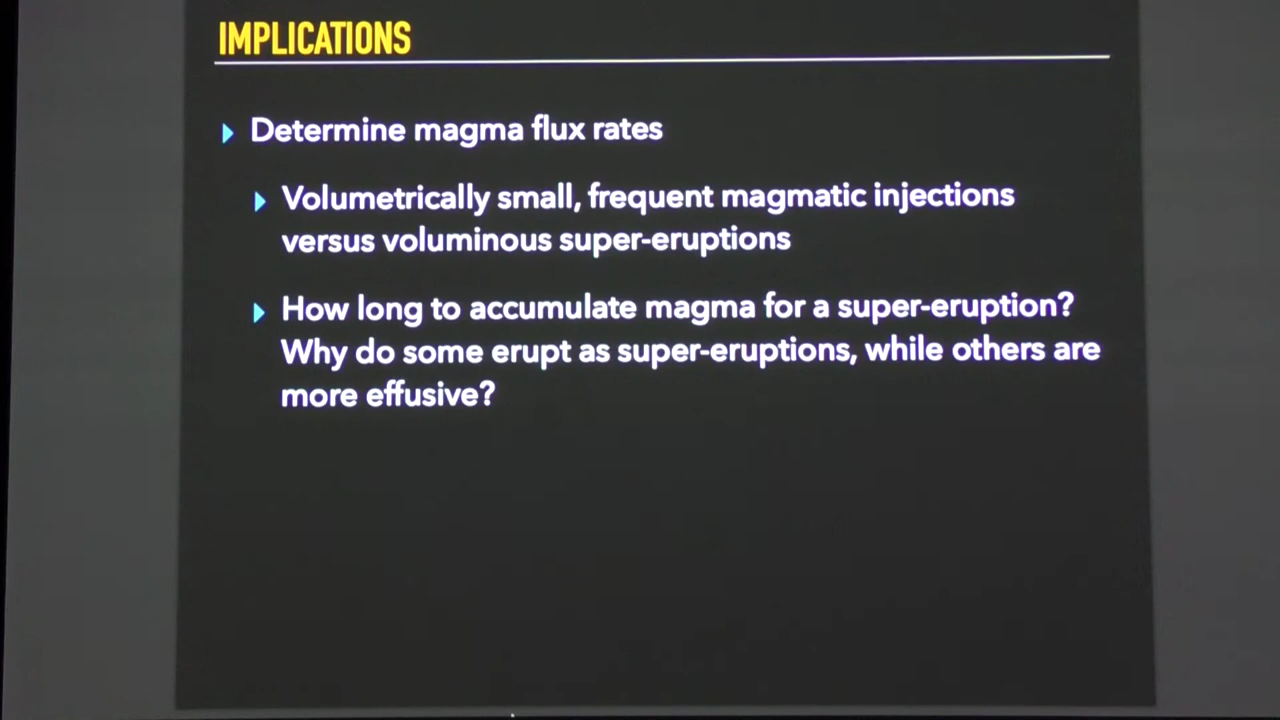 IMPLICATIONS
Determine magma flux rates
Volumetrically small, frequent magmatic injections
versus voluminous super-eruptions
How long to accumulate magma for a super-eruption?
Why do some erupt as super-eruptions, while others are
more effusive?